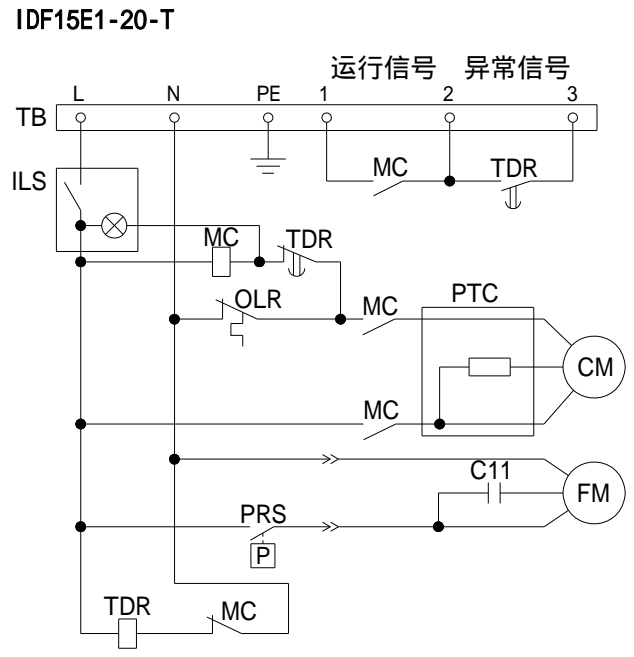 IDF15E1-20-T
运行信号 异常信号
L N PE 1 2 3
TB
MC TDR
ILS
MC TDR
OLR MC PTC
CM
MC
C11
FM
PRS
P
TDR MC